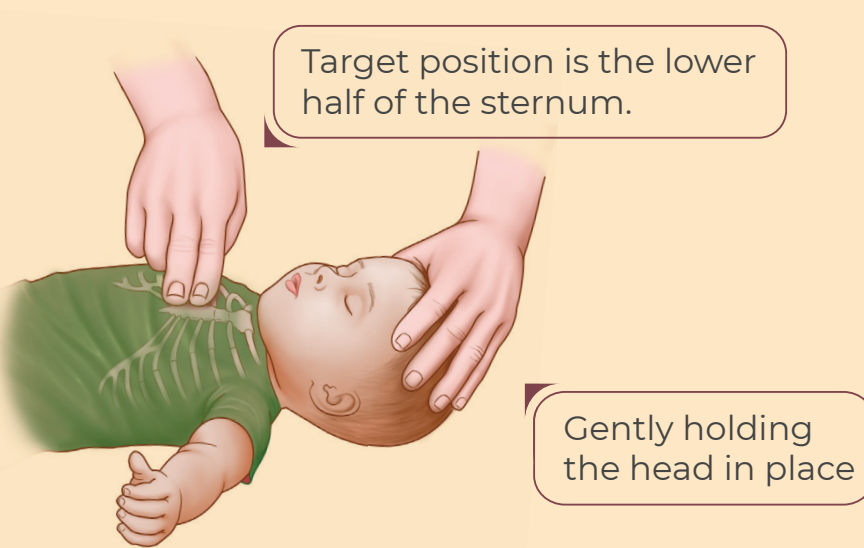 Target position is the lower
half of the sternum.
Gently holding
the head in place